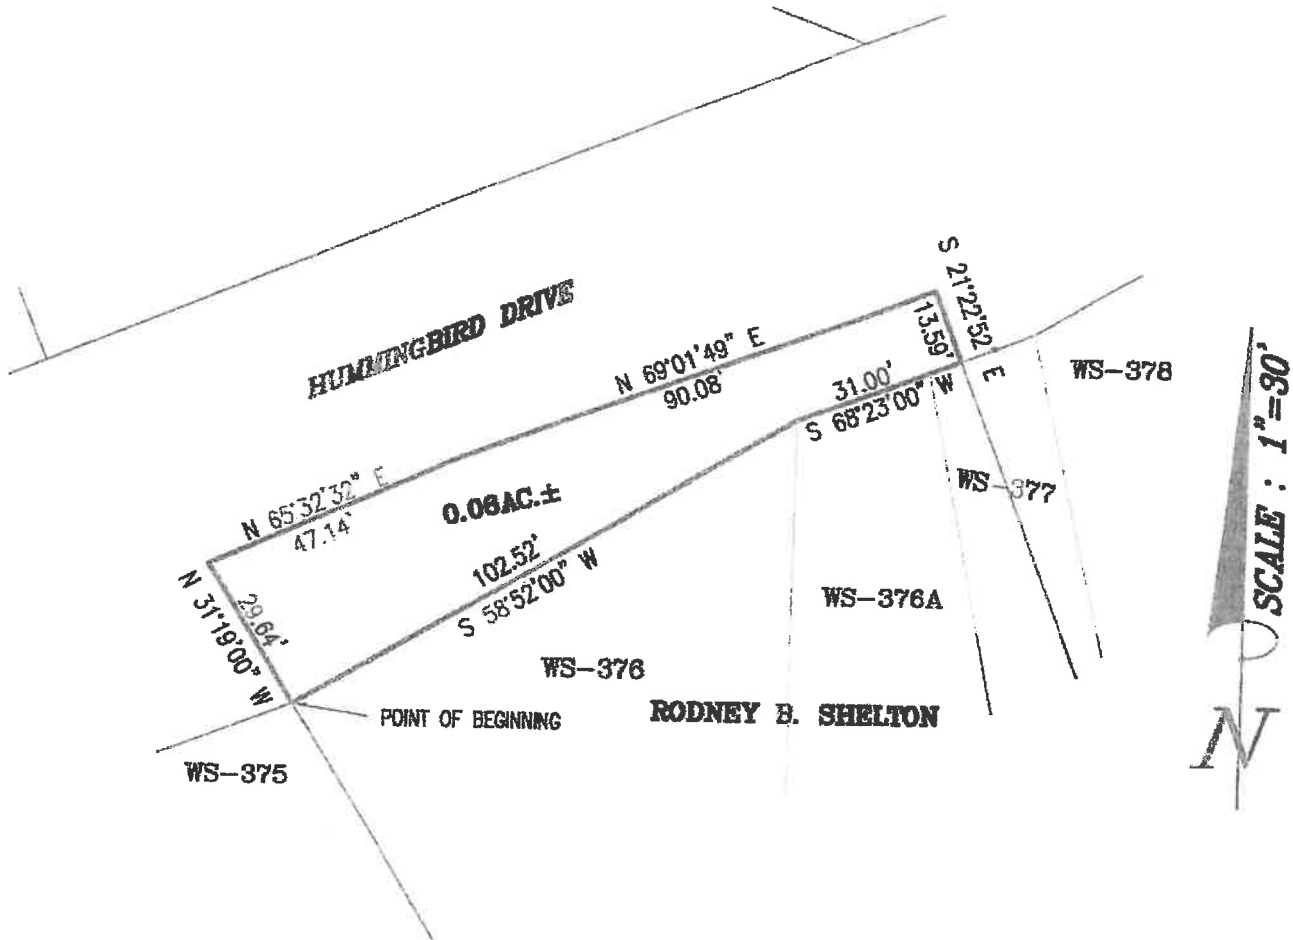 HUMMINGBIRD DRIVE
S 21°22'52 E
13.59'
N 69°01'49" E
90.08'
31.00'
S 68°23'00" W
WS-378
SCALE : 1"=30'
N 65°32'32" E
47.14'
0.06AC.±
WS-377
102.52'
S 58°52'00" W
N 31°19'00" W
29.64'
WS-376A
WS-376
POINT OF BEGINNING
RODNEY B. SHELTON
WS-375
N